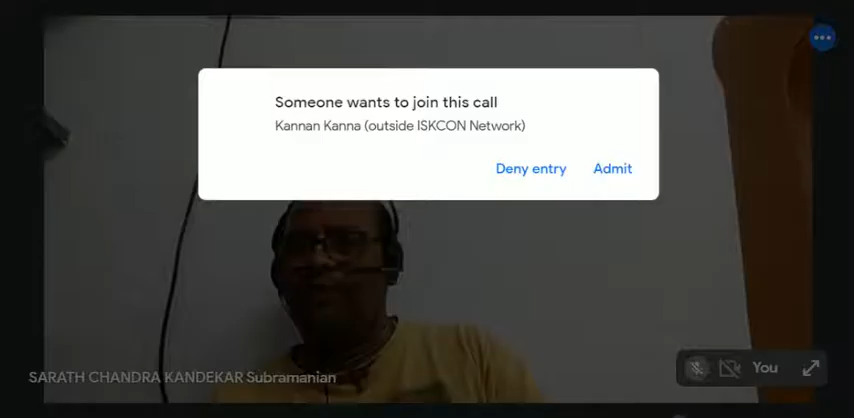 Someone wants to join this call
Kannan Kanna (outside ISKCON Network)
Deny entry Admit
SARATH CHANDRA KANDEKAR Subramanian
You